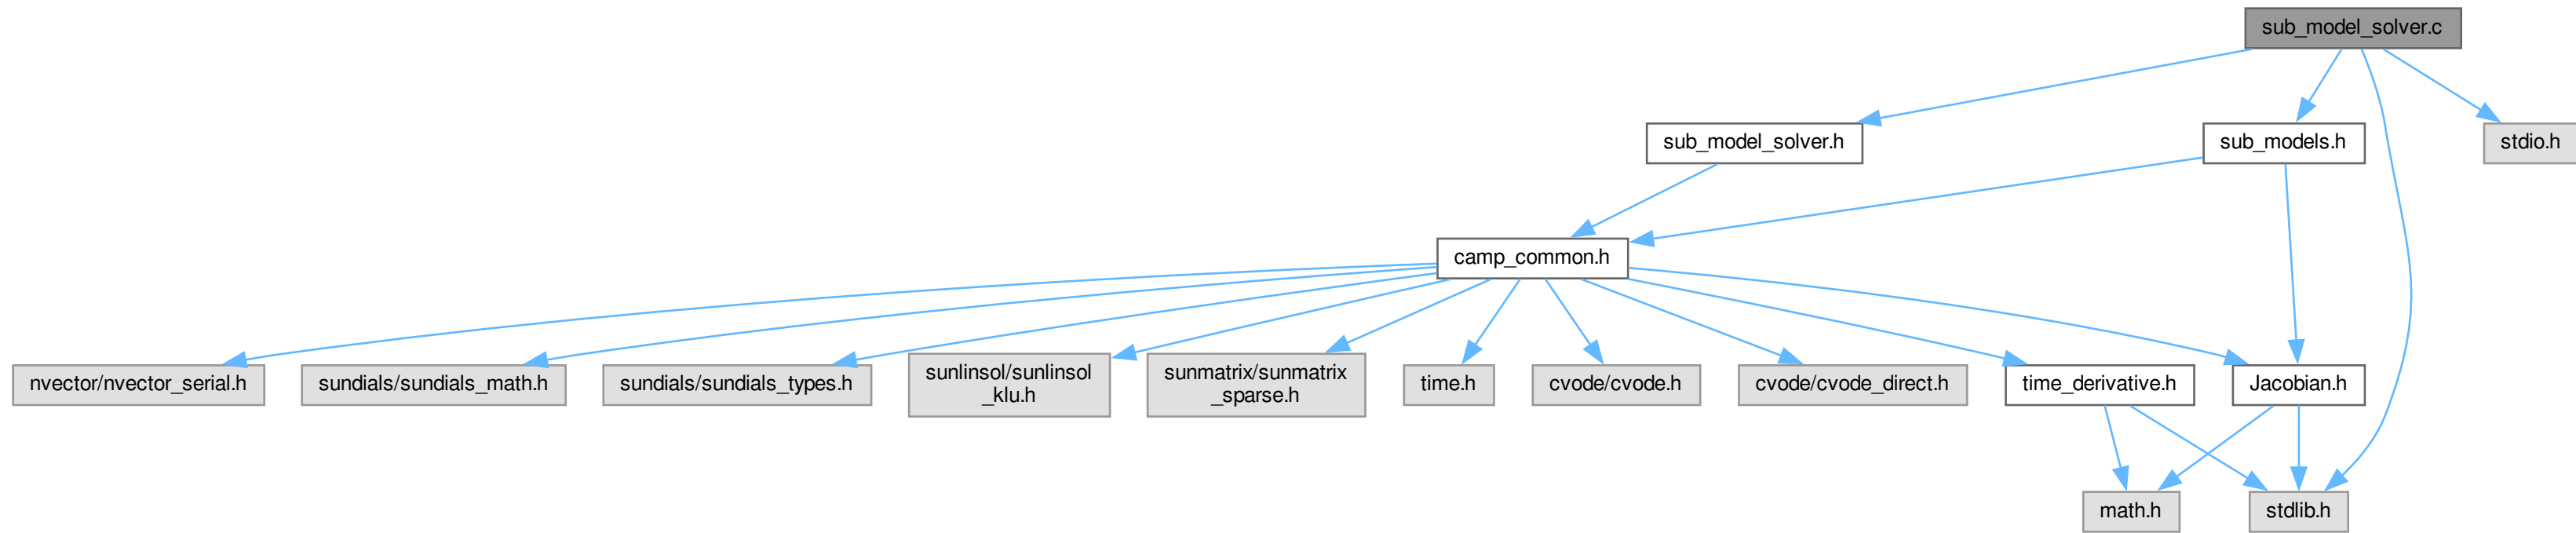 sub_model_solver.c
sub_model_solver.h
sub_models.h
stdio.h
camp_common.h
nvector/nvector_serial.h
sundials/sundials_math.h
sundials/sundials_types.h
sunlinsol/sunlinsol
_klu.h
sunmatrix/sunmatrix
_sparse.h
time.h
cvode/cvode.h
cvode/cvode_direct.h
time_derivative.h
Jacobian.h
math.h
stdlib.h